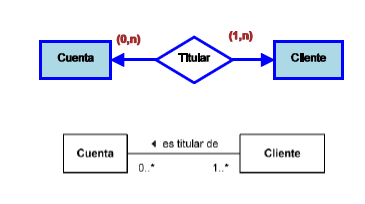 (0,n) (1,n)
Cuenta Titular Cliente
es titular de
Cuenta Cliente
0..* 1..*